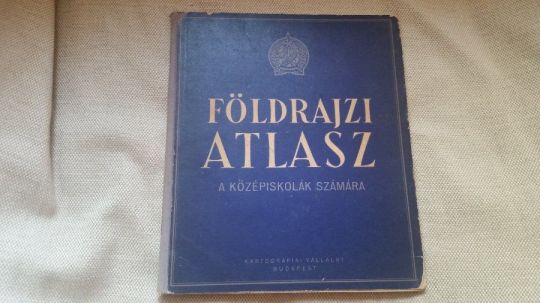 FÖLDRAJZI
ATLASZ
A KÖZÉPISKOLÁK SZÁMÁRA
KARTOGRÁFIAI VÁLLALAT
BUDAPEST